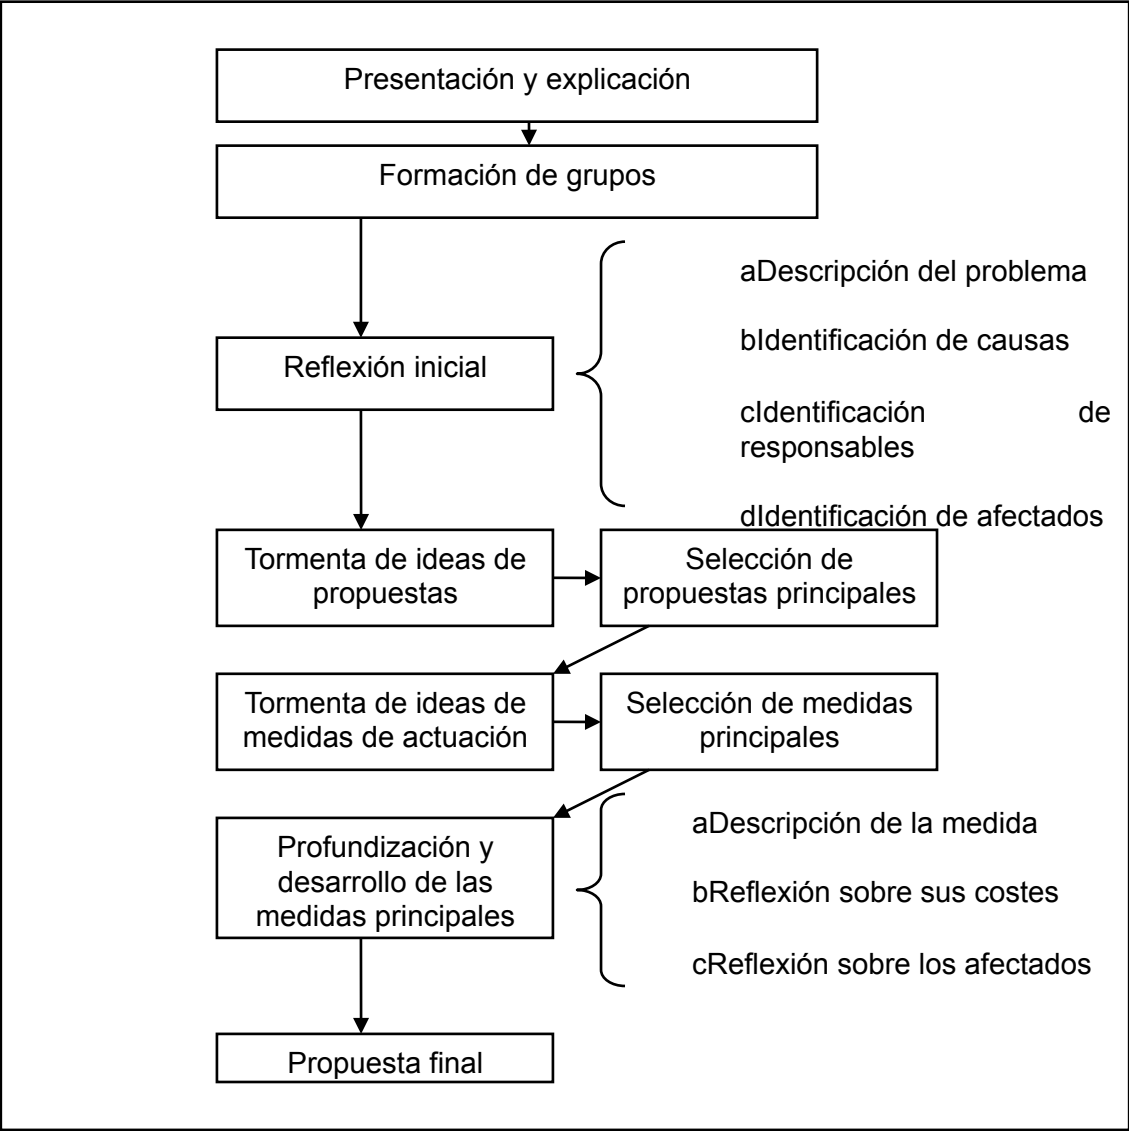 Presentación y explicación
Formación de grupos
aDescripción del problema
bIdentificación de causas
Reflexión inicial
cIdentificación de
responsables
dIdentificación de afectados
Tormenta de ideas de
propuestas
Selección de
propuestas principales
Tormenta de ideas de
medidas de actuación
Selección de medidas
principales
Profundización y
desarrollo de las
medidas principales
aDescripción de la medida
bReflexión sobre sus costes
cReflexión sobre los afectados
Propuesta final